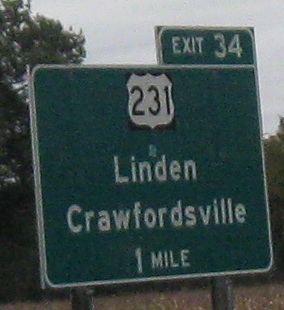 EXIT 34
231
Linden
Crawfordsville
1 MILE